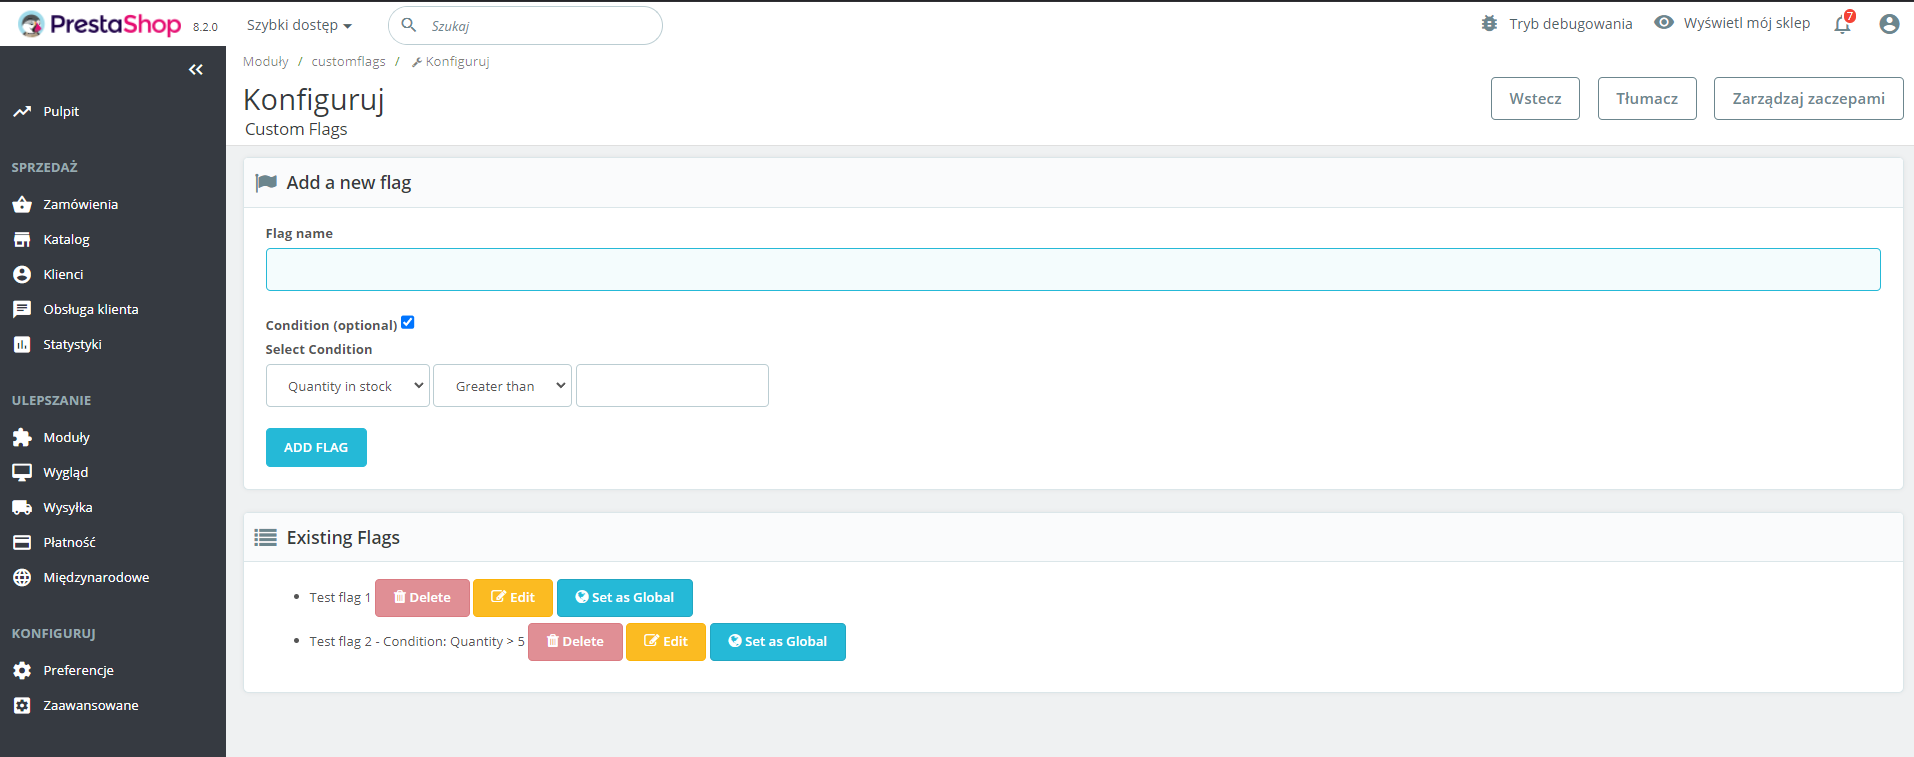 PrestaShop 8.2.0 Szybki dostęp Szukaj Tryb debugowania Wyświetl mój sklep 7
Moduły / customflags / Konfiguruj
Konfiguruj
Custom Flags
Wstecz Tłumacz Zarządzaj zaczepami
Pulpit
SPRZEDAŻ
Zamówienia
Katalog
Klienci
Obsługa klienta
Statystyki
ULEPSZANIE
Moduły
Wygląd
Wysyłka
Płatność
Międzynarodowe
KONFIGURUJ
Preferencje
Zaawansowane
Add a new flag
Flag name
Condition (optional)
Select Condition
Quantity in stock Greater than
ADD FLAG
Existing Flags
Test flag 1 Delete Edit Set as Global
Test flag 2 - Condition: Quantity > 5 Delete Edit Set as Global